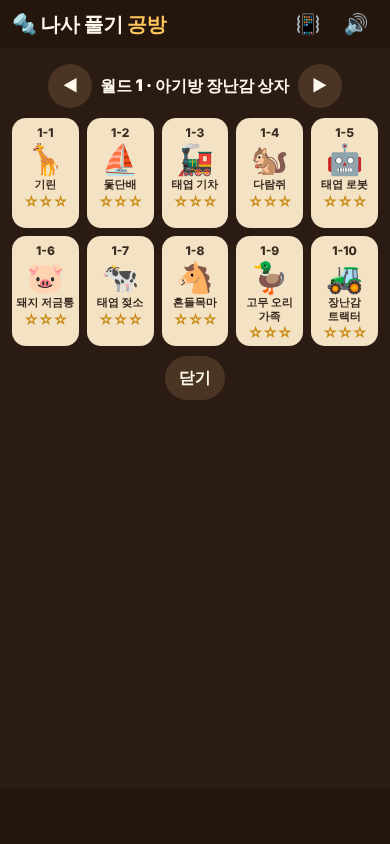 나사 풀기 공방
월드 1 · 아기방 장난감 상자
1-1
기린
1-2
돛단배
1-3
태엽 기차
1-4
다람쥐
1-5
태엽 로봇
1-6
돼지 저금통
1-7
태엽 젖소
1-8
흔들목마
1-9
고무 오리
가족
1-10
장난감
트랙터
닫기